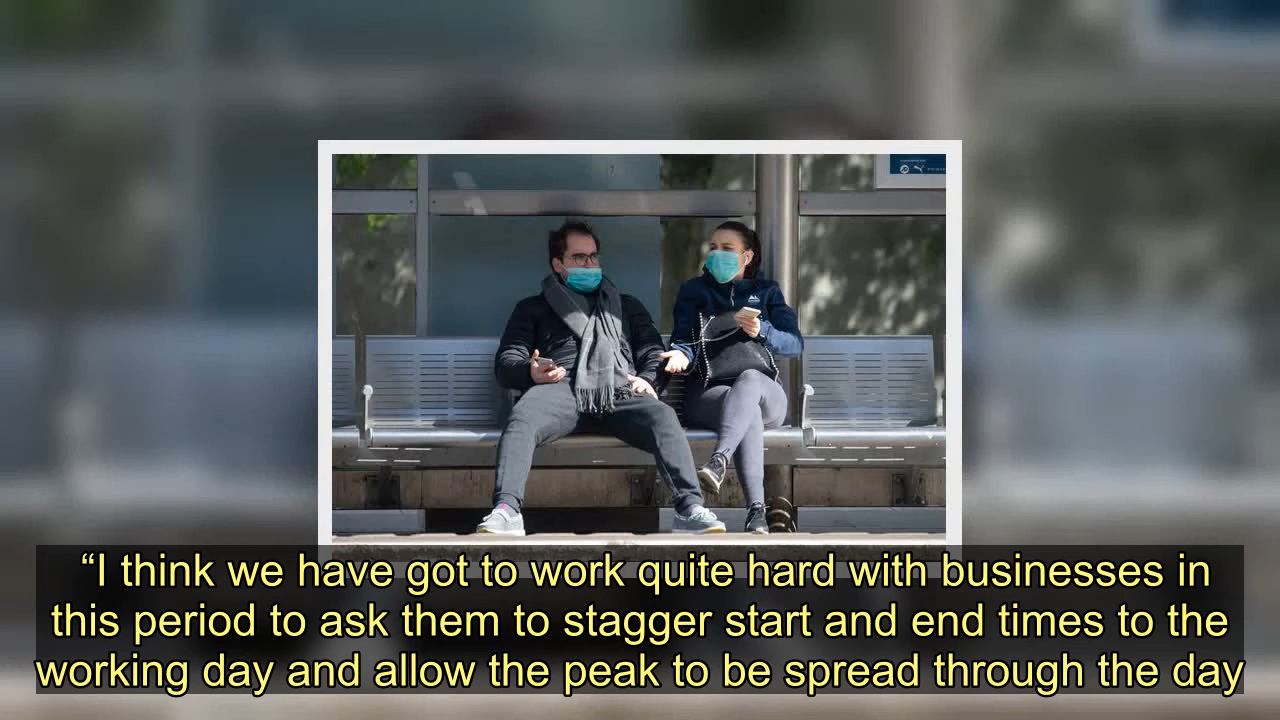 “I think we have got to work quite hard with businesses in
this period to ask them to stagger start and end times to the
working day and allow the peak to be spread through the day